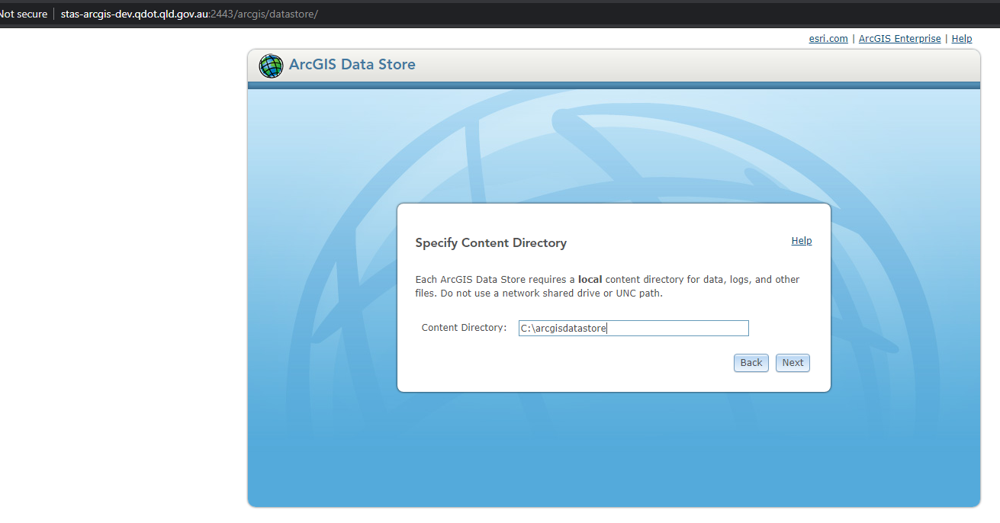 Not secure | stas-arcgis-dev.qdot.qld.gov.au:2443/arcgis/datastore/
esri.com | ArcGIS Enterprise | Help
ArcGIS Data Store
Specify Content Directory
Help
Each ArcGIS Data Store requires a local content directory for data, logs, and other
files. Do not use a network shared drive or UNC path.
Content Directory: C:\arcgisdatastore
Back Next